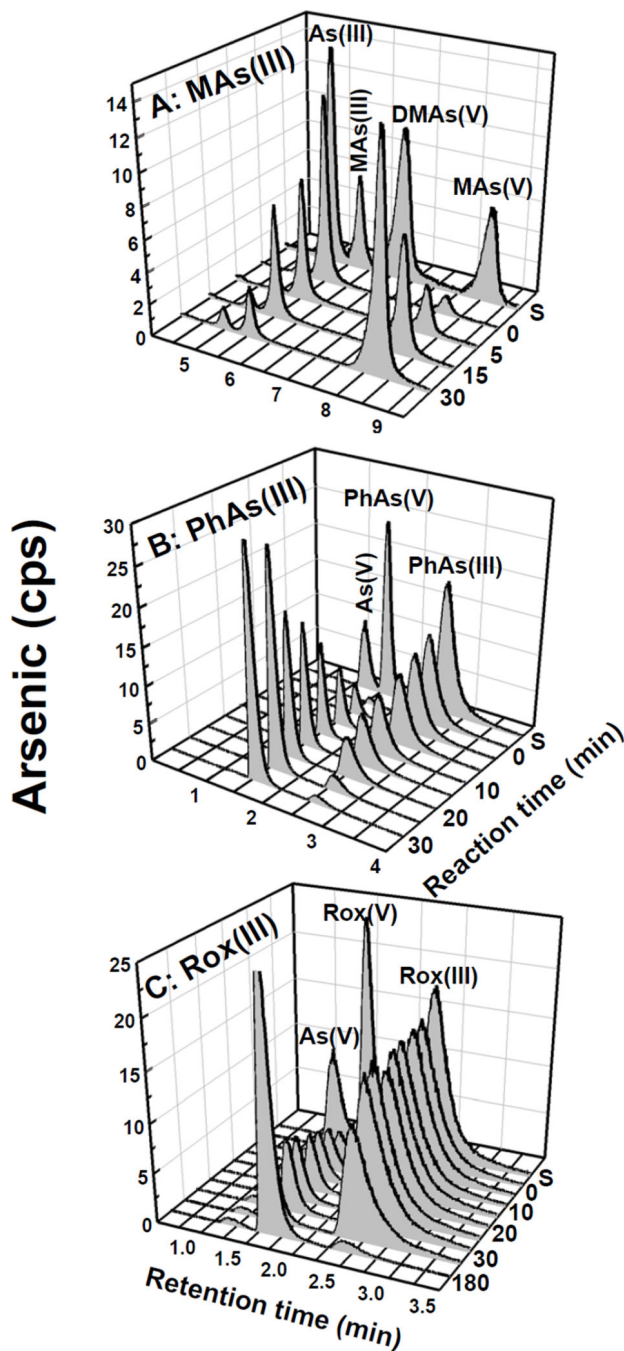 Arsenic (cps)
A: MAs(III)
As(III)
MAs(III)
DMAs(V)
MAs(V)
14
12
10
8
6
4
2
0
5
6
7
8
9
S
0
5
15
30
B: PhAs(III)
PhAs(V)
As(V)
PhAs(III)
30
25
20
15
10
5
0
1
2
3
4
S
0
10
20
30
Reaction time (min)
C: Rox(III)
Rox(V)
Rox(III)
As(V)
25
20
15
10
5
0
1.0
1.5
2.0
2.5
3.0
3.5
S
0
10
20
30
180
Retention time (min)